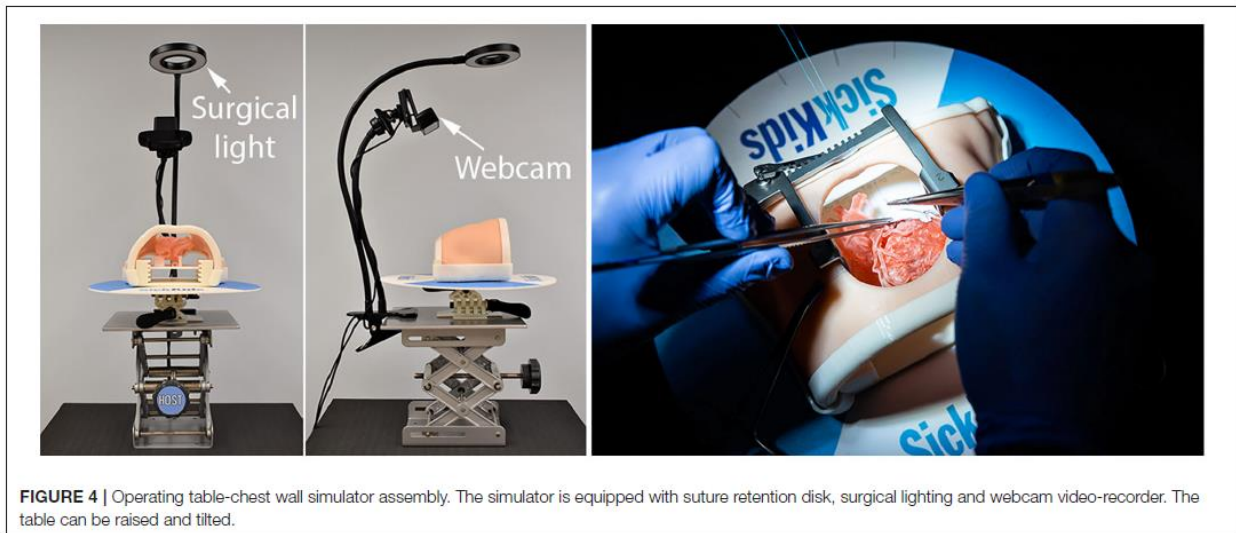 Surgical
light
Webcam
HOST
SickKids
Sick
FIGURE 4 | Operating table-chest wall simulator assembly. The simulator is equipped with suture retention disk, surgical lighting and webcam video-recorder. The
table can be raised and tilted.